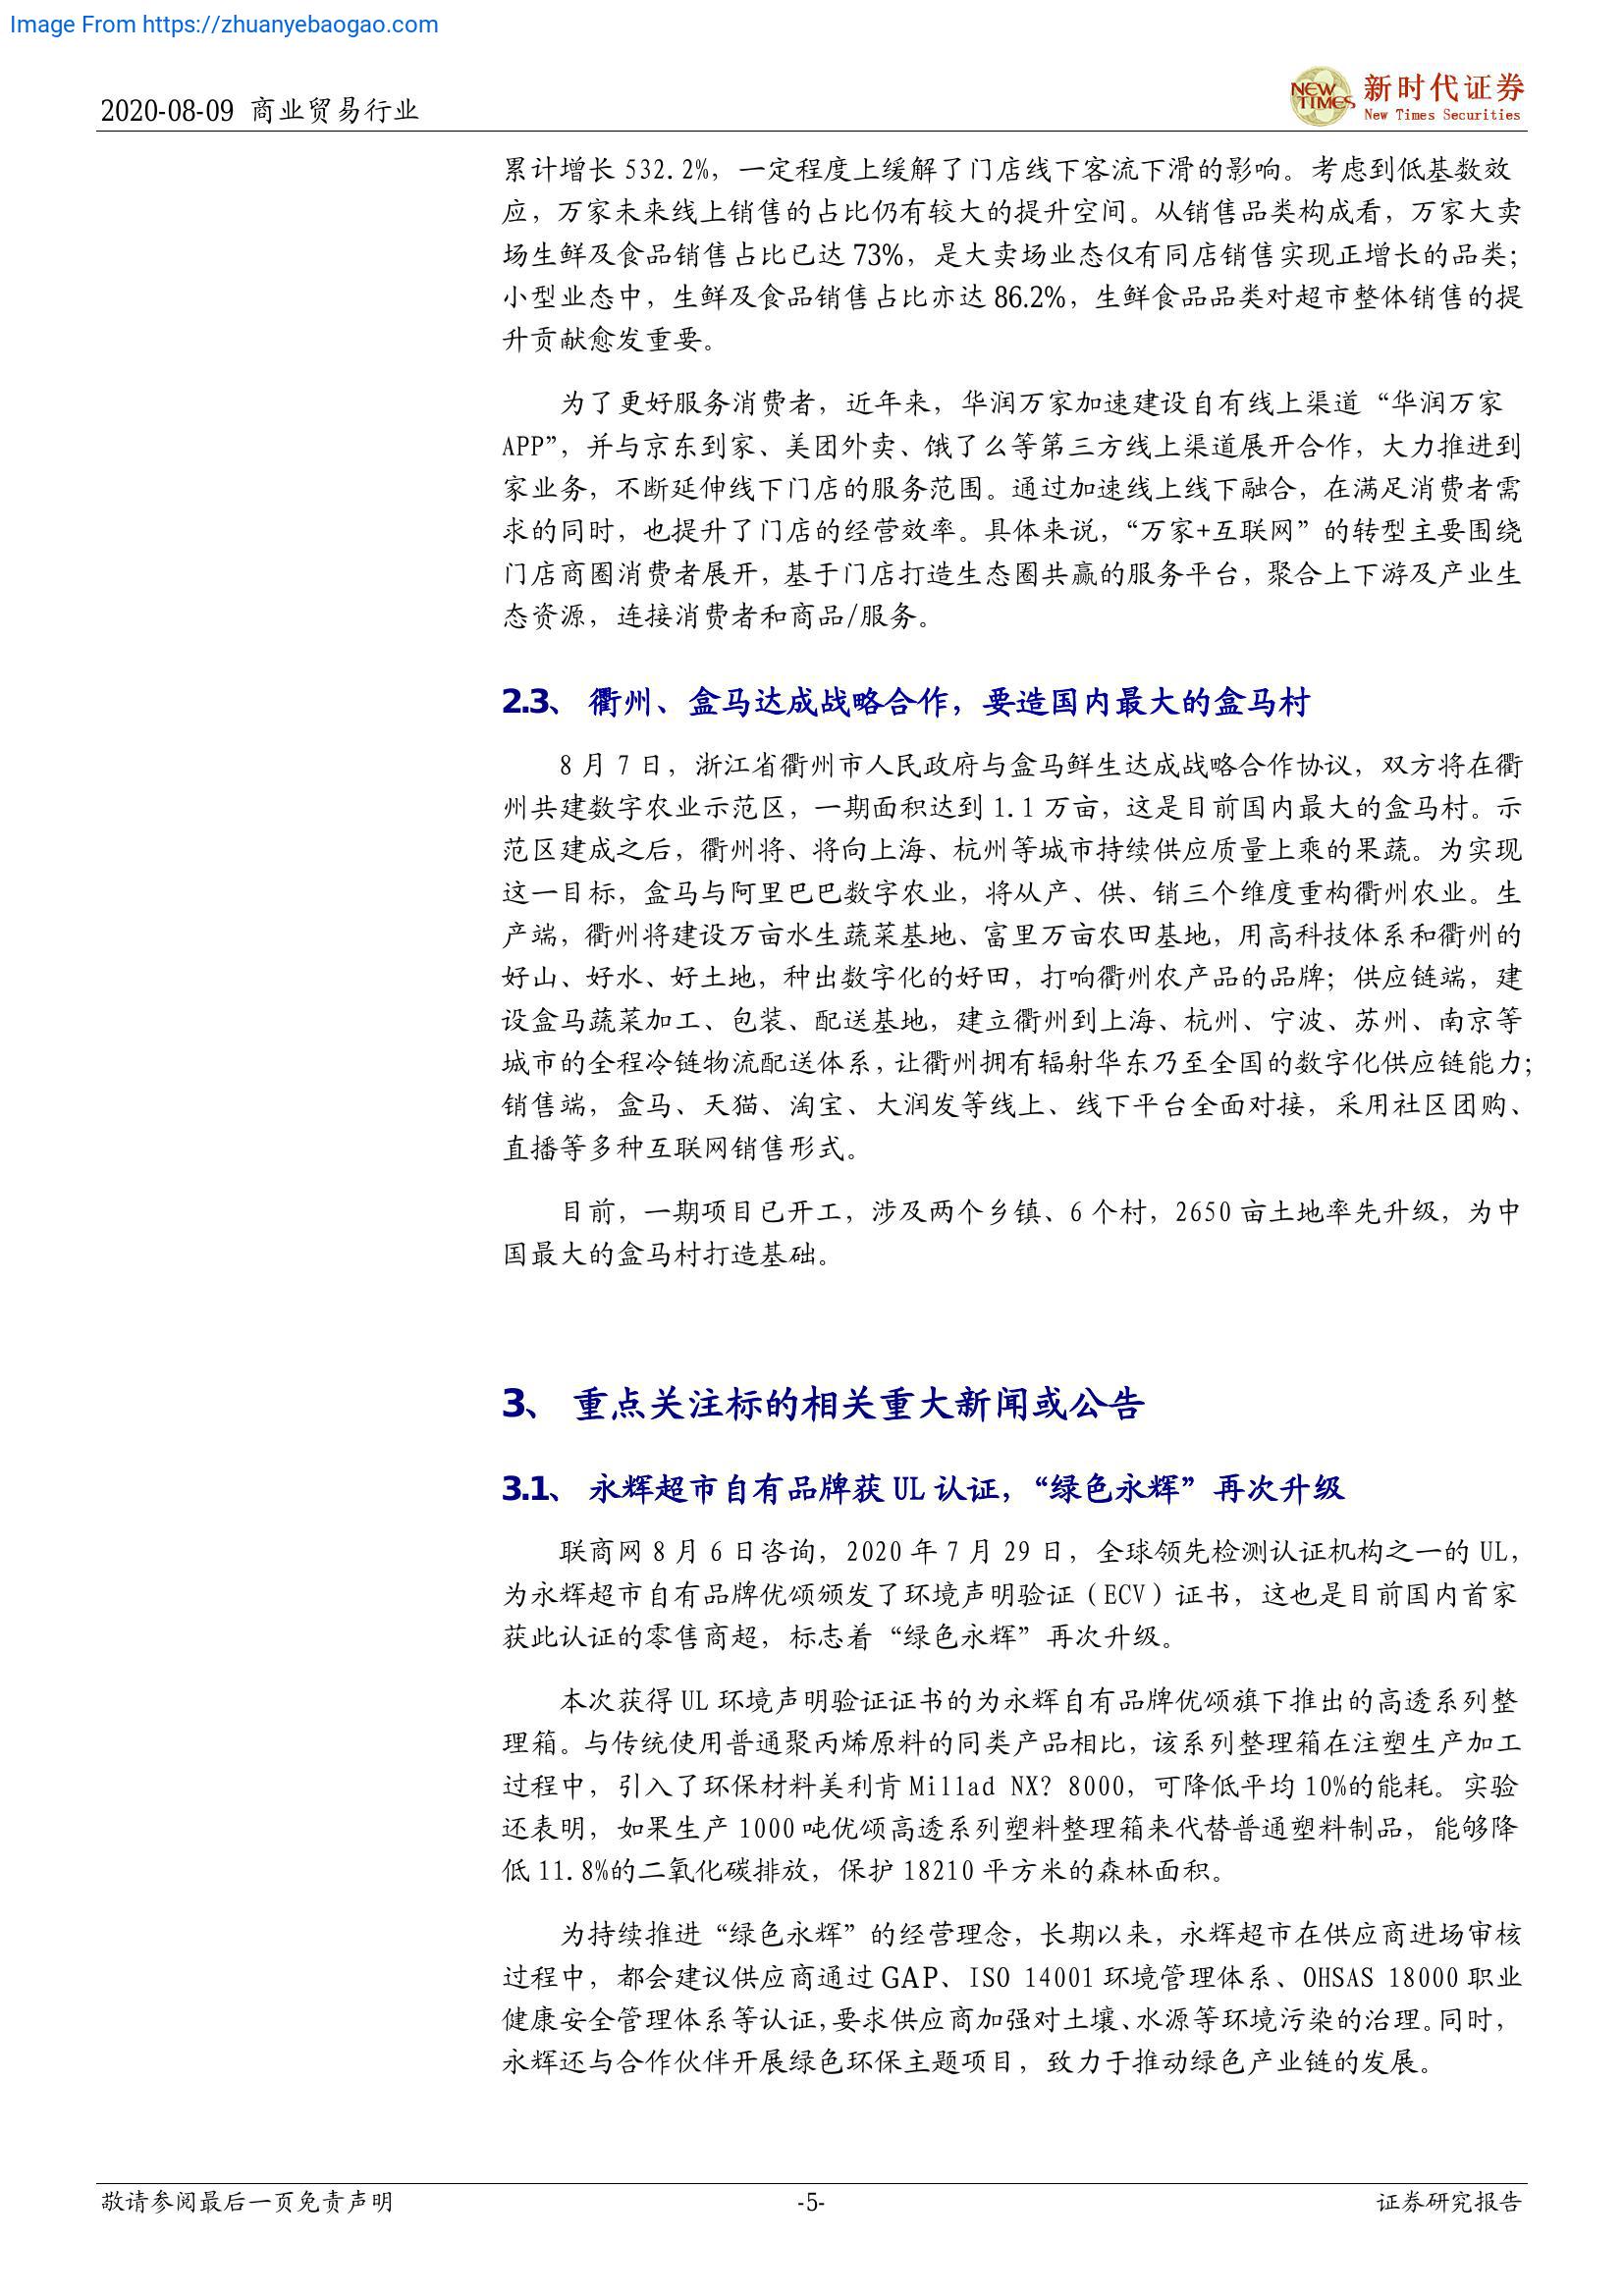 Image From https://zhuanyebaogao.com
2020-08-09 商业贸易行业
NEW TIMES
新时代证券
New Times Securities
累计增长 532.2%，一定程度上缓解了门店线下客流下滑的影响。考虑到低基数效
应，万家未来线上销售的占比仍有较大的提升空间。从销售品类构成看，万家大卖
场生鲜及食品销售占比已达 73%，是大卖场业态仅有同店销售实现正增长的品类；
小型业态中，生鲜及食品销售占比亦达 86.2%，生鲜食品品类对超市整体销售的提
升贡献愈发重要。
为了更好服务消费者，近年来，华润万家加速建设自有线上渠道“华润万家
APP”，并与京东到家、美团外卖、饿了么等第三方线上渠道展开合作，大力推进到
家业务，不断延伸线下门店的服务范围。通过加速线上线下融合，在满足消费者需
求的同时，也提升了门店的经营效率。具体来说，“万家+互联网”的转型主要围绕
门店商圈消费者展开，基于门店打造生态圈共赢的服务平台，聚合上下游及产业生
态资源，连接消费者和商品/服务。
2.3、 衢州、盒马达成战略合作，要造国内最大的盒马村
8 月 7 日，浙江省衢州市人民政府与盒马鲜生达成战略合作协议，双方将在衢
州共建数字农业示范区，一期面积达到 1.1 万亩，这是目前国内最大的盒马村。示
范区建成之后，衢州将、将向上海、杭州等城市持续供应质量上乘的果蔬。为实现
这一目标，盒马与阿里巴巴数字农业，将从产、供、销三个维度重构衢州农业。生
产端，衢州将建设万亩水生蔬菜基地、富里万亩农田基地，用高科技体系和衢州的
好山、好水、好土地，种出数字化的好田，打响衢州农产品的品牌；供应链端，建
设盒马蔬菜加工、包装、配送基地，建立衢州到上海、杭州、宁波、苏州、南京等
城市的全程冷链物流配送体系，让衢州拥有辐射华东乃至全国的数字化供应链能力；
销售端，盒马、天猫、淘宝、大润发等线上、线下平台全面对接，采用社区团购、
直播等多种互联网销售形式。
目前，一期项目已开工，涉及两个乡镇、6 个村，2650 亩土地率先升级，为中
国最大的盒马村打造基础。
3、 重点关注标的相关重大新闻或公告
3.1、 永辉超市自有品牌获 UL 认证，“绿色永辉”再次升级
联商网 8 月 6 日咨询，2020 年 7 月 29 日，全球领先检测认证机构之一的 UL，
为永辉超市自有品牌优颂颁发了环境声明验证（ECV）证书，这也是目前国内首家
获此认证的零售商超，标志着“绿色永辉”再次升级。
本次获得 UL 环境声明验证证书的为永辉自有品牌优颂旗下推出的高透系列整
理箱。与传统使用普通聚丙烯原料的同类产品相比，该系列整理箱在注塑生产加工
过程中，引入了环保材料美利肯 Millad NX? 8000，可降低平均 10%的能耗。实验
还表明，如果生产 1000 吨优颂高透系列塑料整理箱来代替普通塑料制品，能够降
低 11.8%的二氧化碳排放，保护 18210 平方米的森林面积。
为持续推进“绿色永辉”的经营理念，长期以来，永辉超市在供应商进场审核
过程中，都会建议供应商通过 GAP、ISO 14001 环境管理体系、OHSAS 18000 职业
健康安全管理体系等认证，要求供应商加强对土壤、水源等环境污染的治理。同时，
永辉还与合作伙伴开展绿色环保主题项目，致力于推动绿色产业链的发展。
敬请参阅最后一页免责声明
-5-
证券研究报告